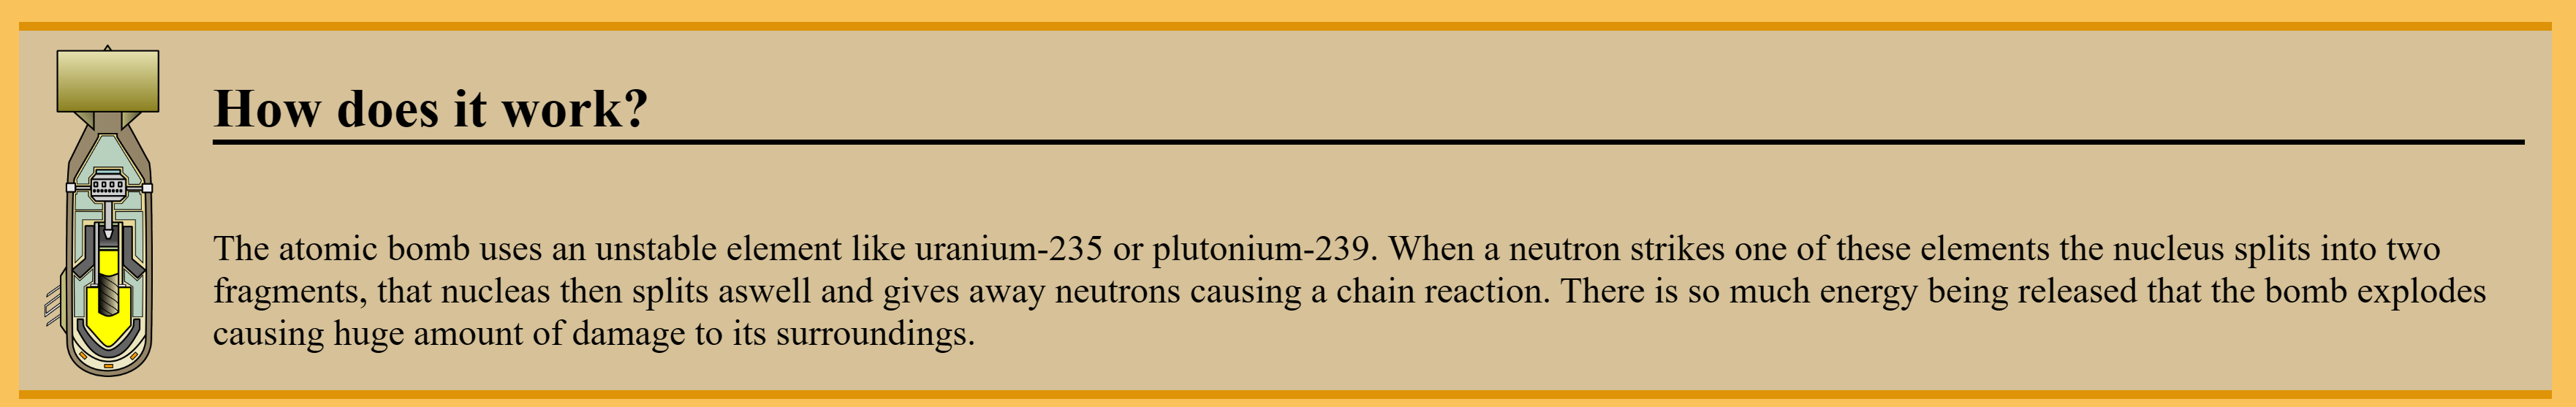 How does it work?
The atomic bomb uses an unstable element like uranium-235 or plutonium-239. When a neutron strikes one of these elements the nucleus splits into two
fragments, that nucleas then splits aswell and gives away neutrons causing a chain reaction. There is so much energy being released that the bomb explodes
causing huge amount of damage to its surroundings.